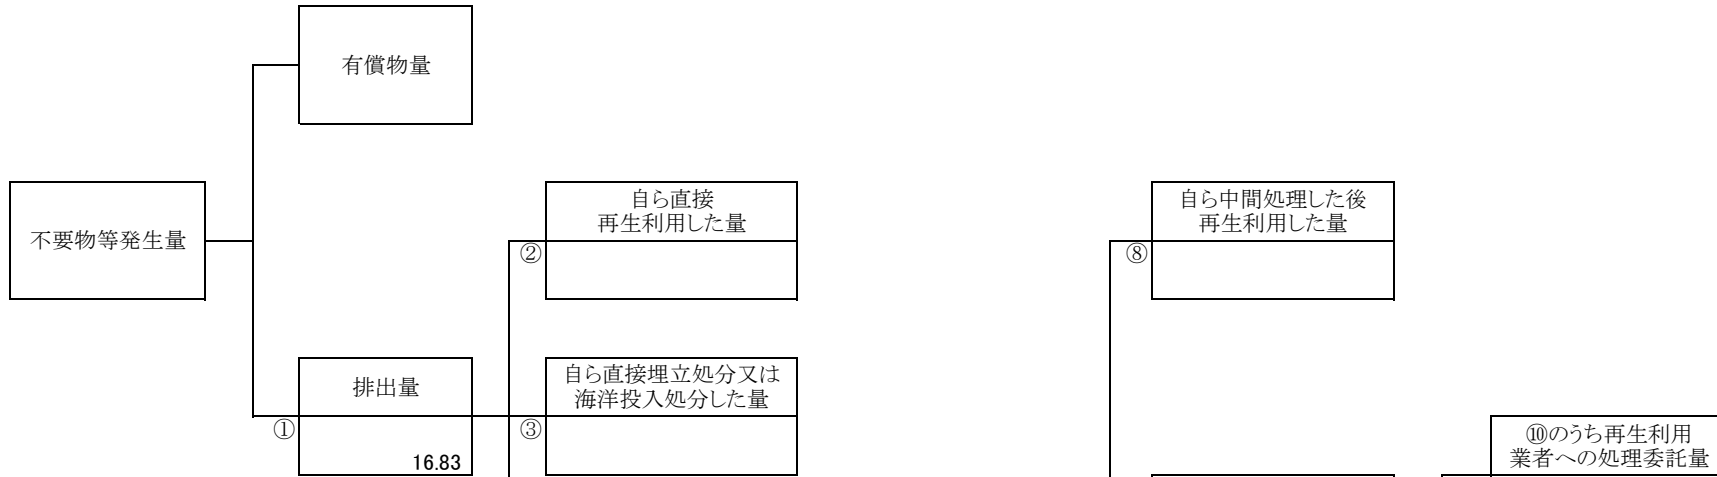 有償物量
不要物等発生量
自ら直接
再生利用した量
②
自ら中間処理した後
再生利用した量
⑧
排出量
①
16.83
自ら直接埋立処分又は
海洋投入処分した量
③
⑩のうち再生利用
業者への処理委託量